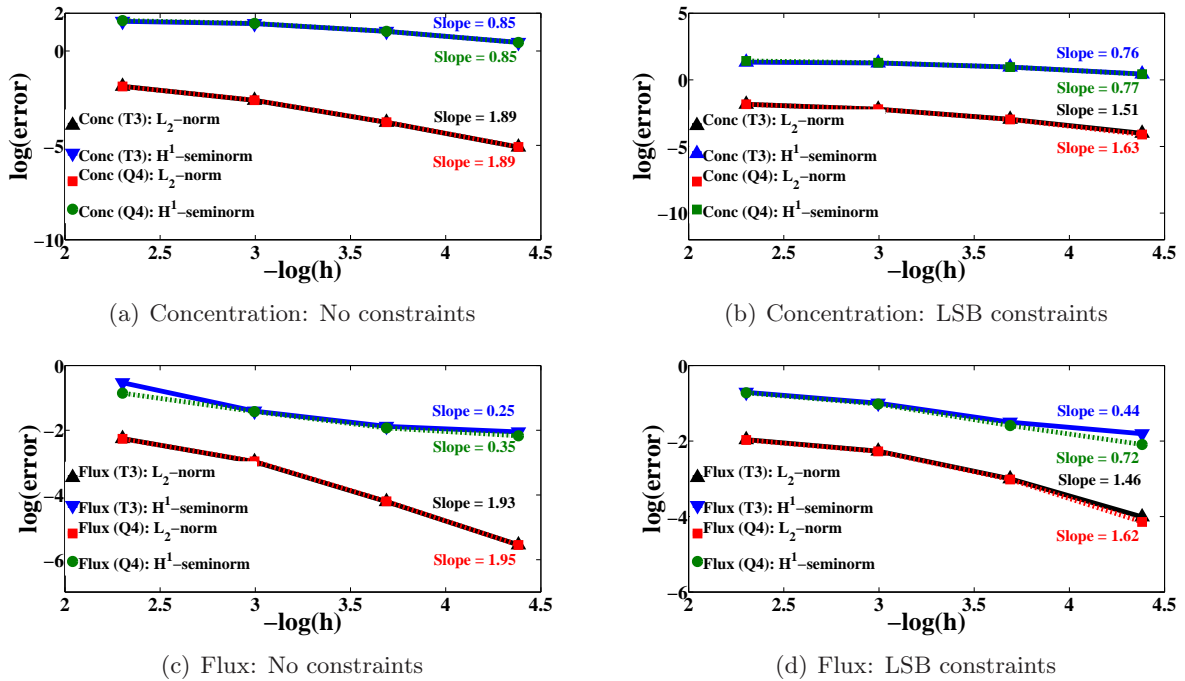 2
0
−5
−10
log(error)
Slope = 0.85
Slope = 0.85
Slope = 1.89
Slope = 1.89
Conc (T3): L2−norm
Conc (T3): H1−seminorm
Conc (Q4): L2−norm
Conc (Q4): H1−seminorm
2 2.5 3 3.5 4 4.5
−log(h)
(a) Concentration: No constraints
5
0
−5
−10
log(error)
Slope = 0.76
Slope = 0.77
Slope = 1.51
Slope = 1.63
Conc (T3): L2−norm
Conc (T3): H1−seminorm
Conc (Q4): L2−norm
Conc (Q4): H1−seminorm
2 2.5 3 3.5 4 4.5
−log(h)
(b) Concentration: LSB constraints
0
−2
−4
−6
log(error)
Slope = 0.25
Slope = 0.35
Slope = 1.93
Slope = 1.95
Flux (T3): L2−norm
Flux (T3): H1−seminorm
Flux (Q4): L2−norm
Flux (Q4): H1−seminorm
2 2.5 3 3.5 4 4.5
−log(h)
(c) Flux: No constraints
0
−2
−4
−6
log(error)
Slope = 0.44
Slope = 0.72
Slope = 1.46
Slope = 1.62
Flux (T3): L2−norm
Flux (T3): H1−seminorm
Flux (Q4): L2−norm
Flux (Q4): H1−seminorm
2 2.5 3 3.5 4 4.5
−log(h)
(d) Flux: LSB constraints